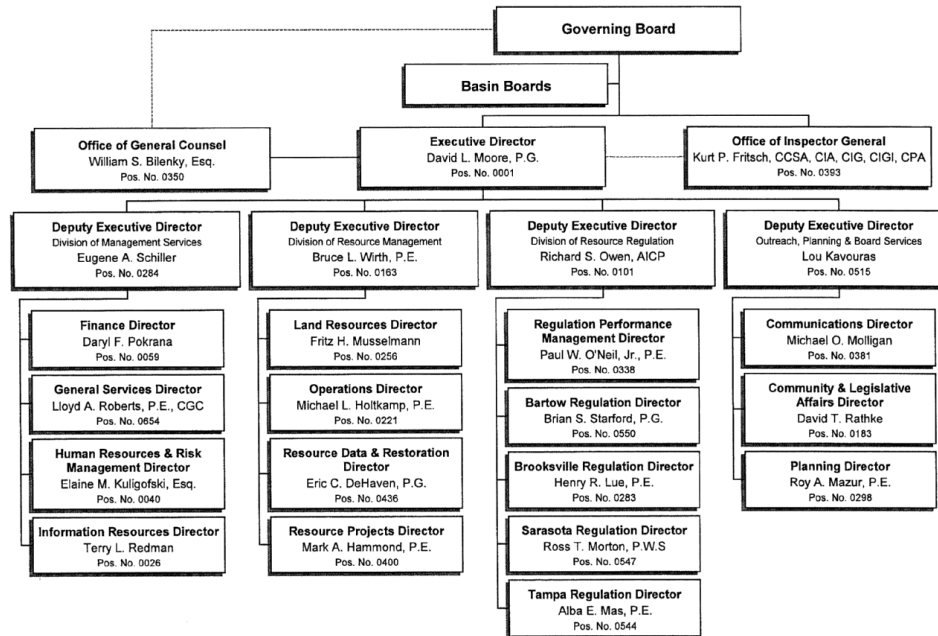 Governing Board
Basin Boards
Office of General Counsel
William S. Bilenky, Esq.
Pos. No. 0350
Executive Director
David L. Moore, P.G.
Pos. No. 0001
Office of Inspector General
Kurt P. Fritsch, CCSA, CIA, CIG, CIGI, CPA
Pos. No. 0393
Deputy Executive Director
Division of Management Services
Eugene A. Schiller
Pos. No. 0284
Deputy Executive Director
Division of Resource Management
Bruce L. Wirth, P.E.
Pos. No. 0163
Deputy Executive Director
Division of Resource Regulation
Richard S. Owen, AICP
Pos. No. 0101
Deputy Executive Director
Outreach, Planning & Board Services
Lou Kavouras
Pos. No. 0515
Finance Director
Daryl F. Pokrana
Pos. No. 0059
General Services Director
Lloyd A. Roberts, P.E., CGC
Pos. No. 0654
Human Resources & Risk
Management Director
Elaine M. Kuligofski, Esq.
Pos. No. 0040
Information Resources Director
Terry L. Redman
Pos. No. 0026
Land Resources Director
Fritz H. Musselmann
Pos. No. 0256
Operations Director
Michael L. Holtkamp, P.E.
Pos. No. 0221
Resource Data & Restoration
Director
Eric C. DeHaven, P.G.
Pos. No. 0436
Resource Projects Director
Mark A. Hammond, P.E.
Pos. No. 0400
Regulation Performance
Management Director
Paul W. O'Neil, Jr., P.E.
Pos. No. 0338
Bartow Regulation Director
Brian S. Starford, P.G.
Pos. No. 0550
Brooksville Regulation Director
Henry R. Lue, P.E.
Pos. No. 0283
Sarasota Regulation Director
Ross T. Morton, P.W.S
Pos. No. 0547
Tampa Regulation Director
Alba E. Mas, P.E.
Pos. No. 0544
Communications Director
Michael O. Molligan
Pos. No. 0381
Community & Legislative
Affairs Director
David T. Rathke
Pos. No. 0183
Planning Director
Roy A. Mazur, P.E.
Pos. No. 0298